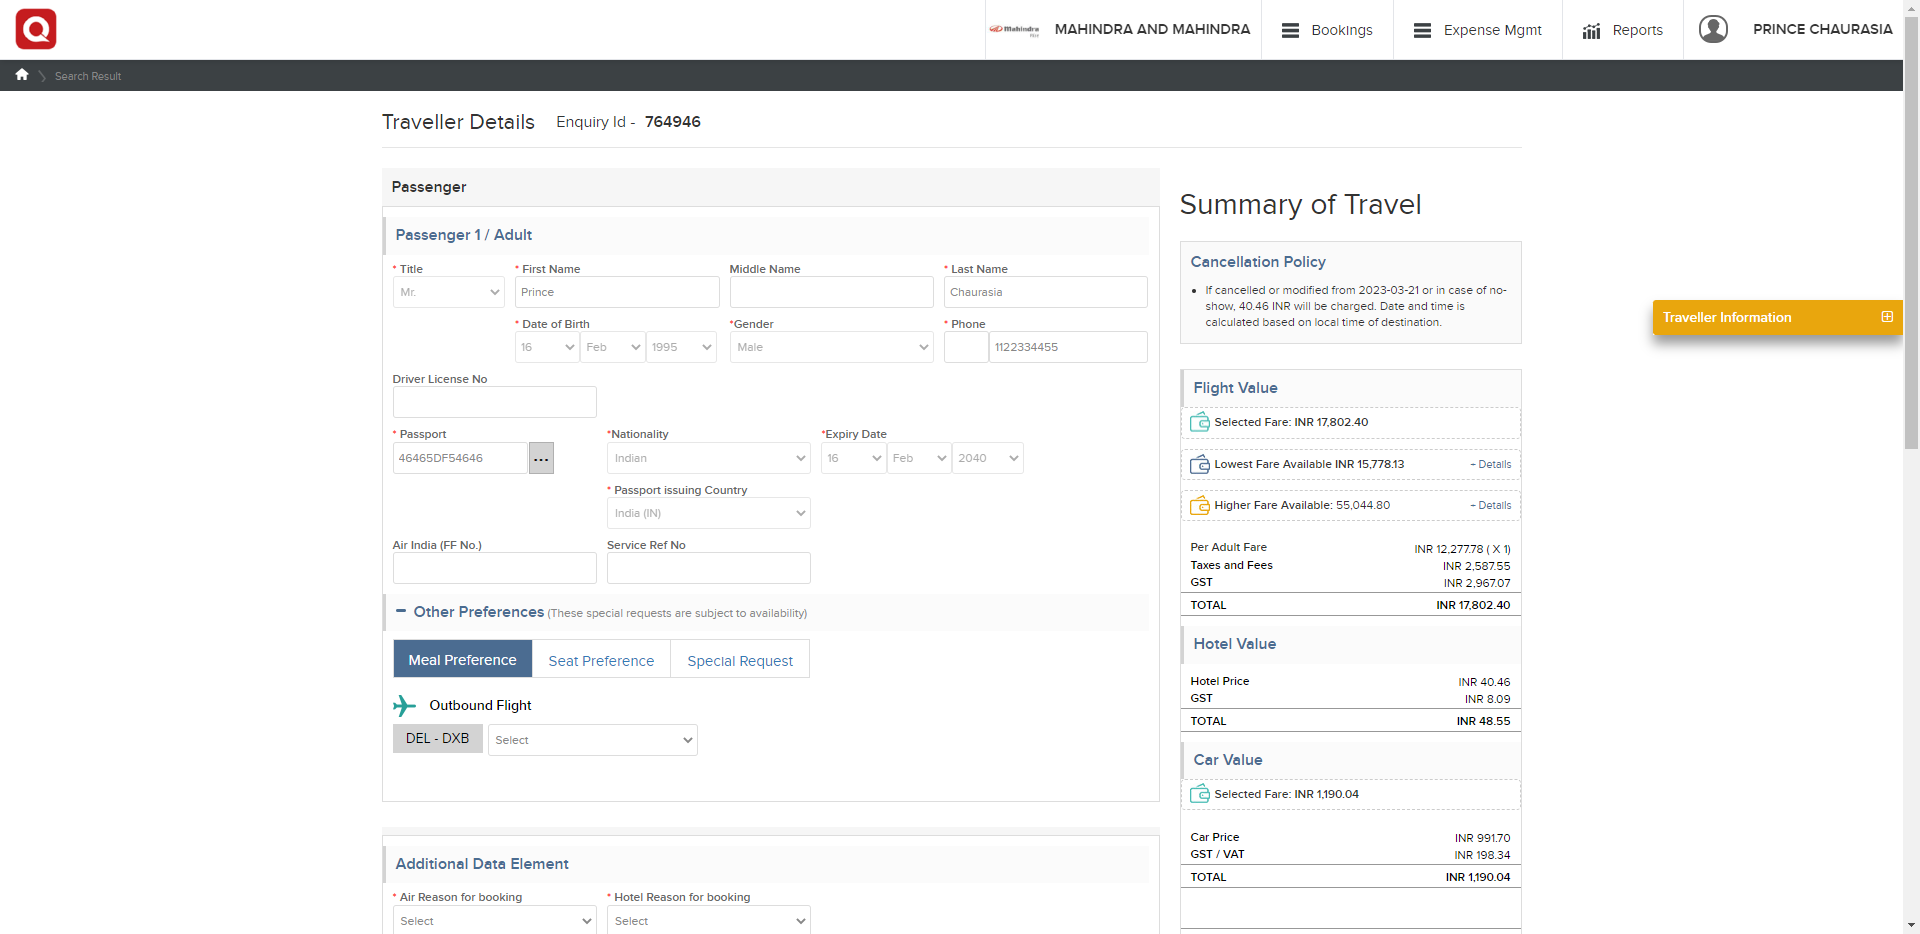 Mahindra
MAHINDRA AND MAHINDRA
Bookings
Expense Mgmt
Reports
PRINCE CHAURASIA
Search Result
Traveller Details
Enquiry Id - 764946
Passenger
Passenger 1 / Adult
* Title
* First Name
Middle Name
* Last Name
Mr.
Prince
Chaurasia
* Date of Birth
*Gender
* Phone
16
Feb
1995
Male
1122334455
Driver License No
* Passport
*Nationality
*Expiry Date
46465DF54646
...
Indian
16
Feb
2040
* Passport issuing Country
India (IN)
Air India (FF No.)
Service Ref No
Other Preferences (These special requests are subject to availability)
Meal Preference
Seat Preference
Special Request
Outbound Flight
DEL - DXB
Select
Additional Data Element
* Air Reason for booking
* Hotel Reason for booking
Select
Select
Summary of Travel
Cancellation Policy
• If cancelled or modified from 2023-03-21 or in case of no-
show, 40.46 INR will be charged. Date and time is
calculated based on local time of destination.
Flight Value
Selected Fare: INR 17,802.40
Lowest Fare Available INR 15,778.13
+ Details
Higher Fare Available: 55,044.80
+ Details
Per Adult Fare INR 12,277.78 ( X 1)
Taxes and Fees INR 2,587.55
GST INR 2,967.07
TOTAL INR 17,802.40
Hotel Value
Hotel Price INR 40.46
GST INR 8.09
TOTAL INR 48.55
Car Value
Selected Fare: INR 1,190.04
Car Price INR 991.70
GST / VAT INR 198.34
TOTAL INR 1,190.04
Traveller Information